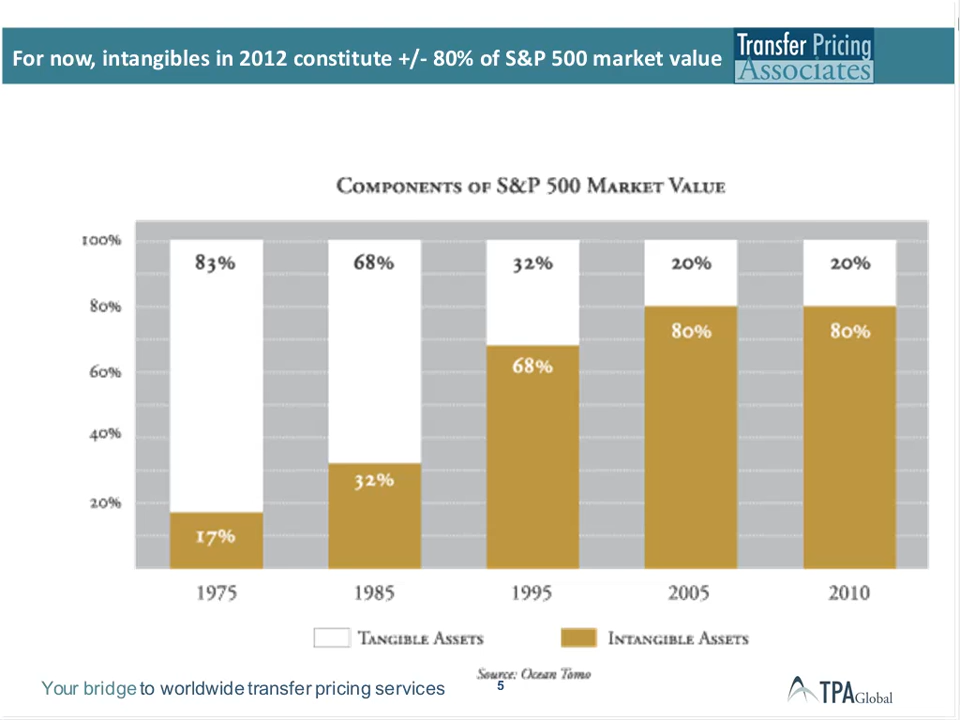 For now, intangibles in 2012 constitute +/- 80% of S&P 500 market value
Transfer Pricing
Associates
Components of S&P 500 Market Value
100%
80%
60%
40%
20%
83%
68%
32%
20%
20%
17%
32%
68%
80%
80%
1975
1985
1995
2005
2010
Tangible Assets
Intangible Assets
Source: Ocean Tomo
Your bridge to worldwide transfer pricing services
5
TPA Global